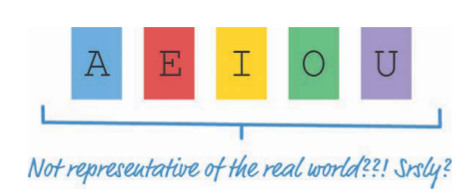 A E I O U
Not representative of the real world??! Srsly?